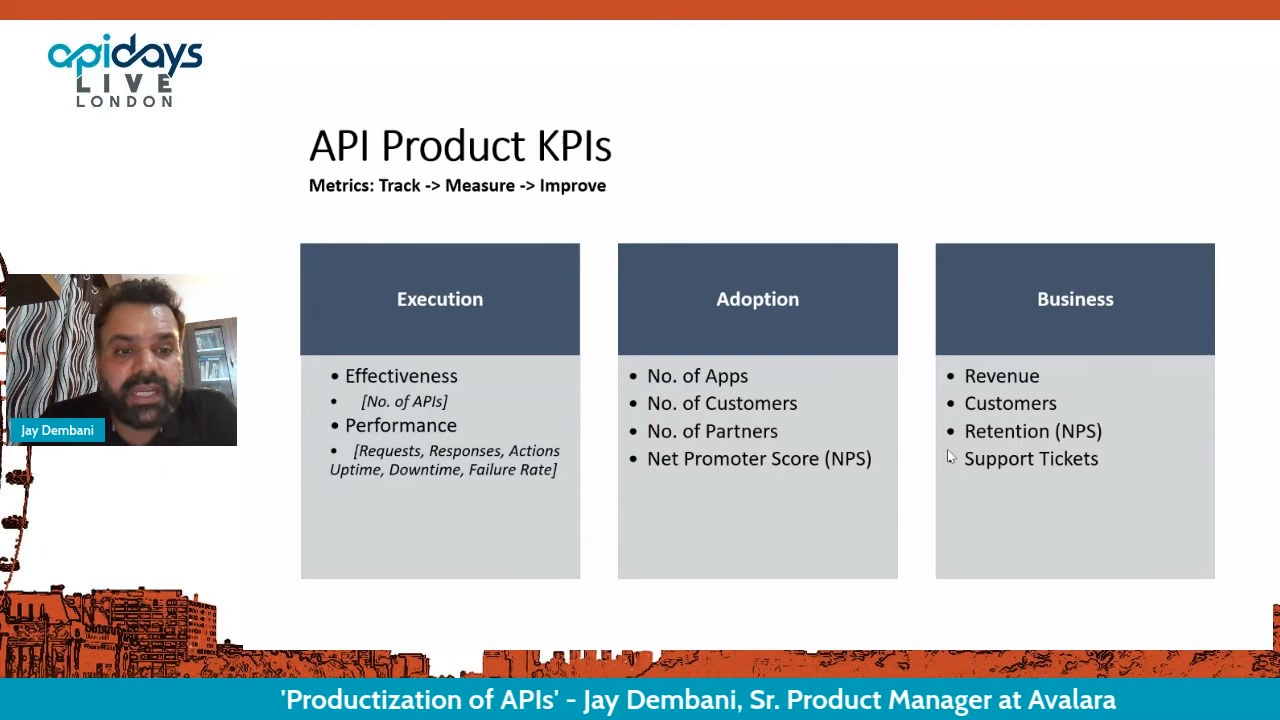 apidays
LIVE
LONDON
API Product KPIs
Metrics: Track -> Measure -> Improve
Execution
• Effectiveness
• [No. of APIs]
• Performance
• [Requests, Responses, Actions
Uptime, Downtime, Failure Rate]
Adoption
• No. of Apps
• No. of Customers
• No. of Partners
• Net Promoter Score (NPS)
Business
• Revenue
• Customers
• Retention (NPS)
• Support Tickets
Jay Dembani
'Productization of APIs' - Jay Dembani, Sr. Product Manager at Avalara